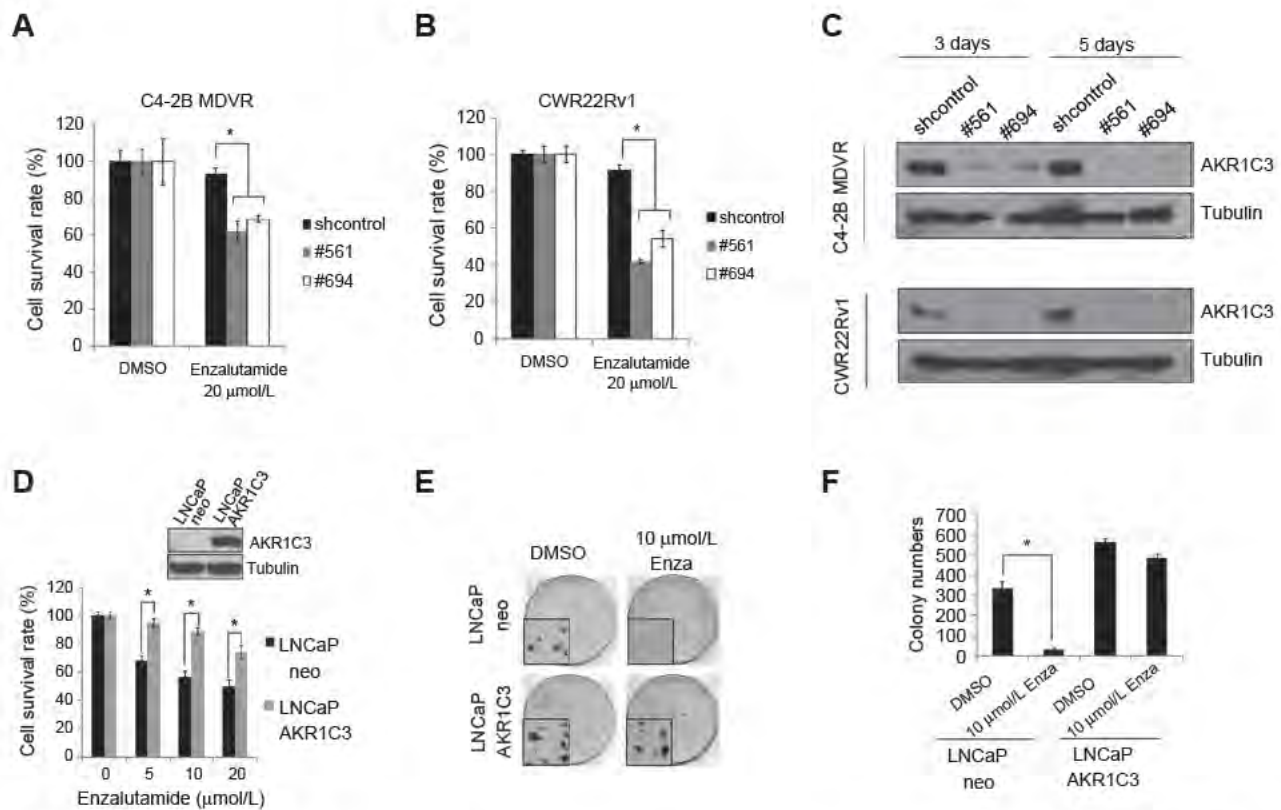 A
C4-2B MDVR
Cell survival rate (%)
120
100
80
60
40
20
0
*
DMSO
Enzalutamide
20 μmol/L
shcontrol
#561
#694
B
CWR22Rv1
Cell survival rate (%)
120
100
80
60
40
20
0
*
DMSO
Enzalutamide
20 μmol/L
shcontrol
#561
#694
C
3 days
5 days
shcontrol
#561
#694
shcontrol
#561
#694
C4-2B MDVR
AKR1C3
Tubulin
CWR22Rv1
AKR1C3
Tubulin
D
LNCaP
neo
LNCaP
AKR1C3
AKR1C3
Tubulin
Cell survival rate (%)
120
100
80
60
40
20
0
*
*
*
0
5
10
20
Enzalutamide (μmol/L)
LNCaP
neo
LNCaP
AKR1C3
E
DMSO
10 μmol/L
Enza
LNCaP
neo
LNCaP
AKR1C3
F
Colony numbers
700
600
500
400
300
200
100
0
*
DMSO
10 μmol/L Enza
DMSO
10 μmol/L Enza
LNCaP
neo
LNCaP
AKR1C3